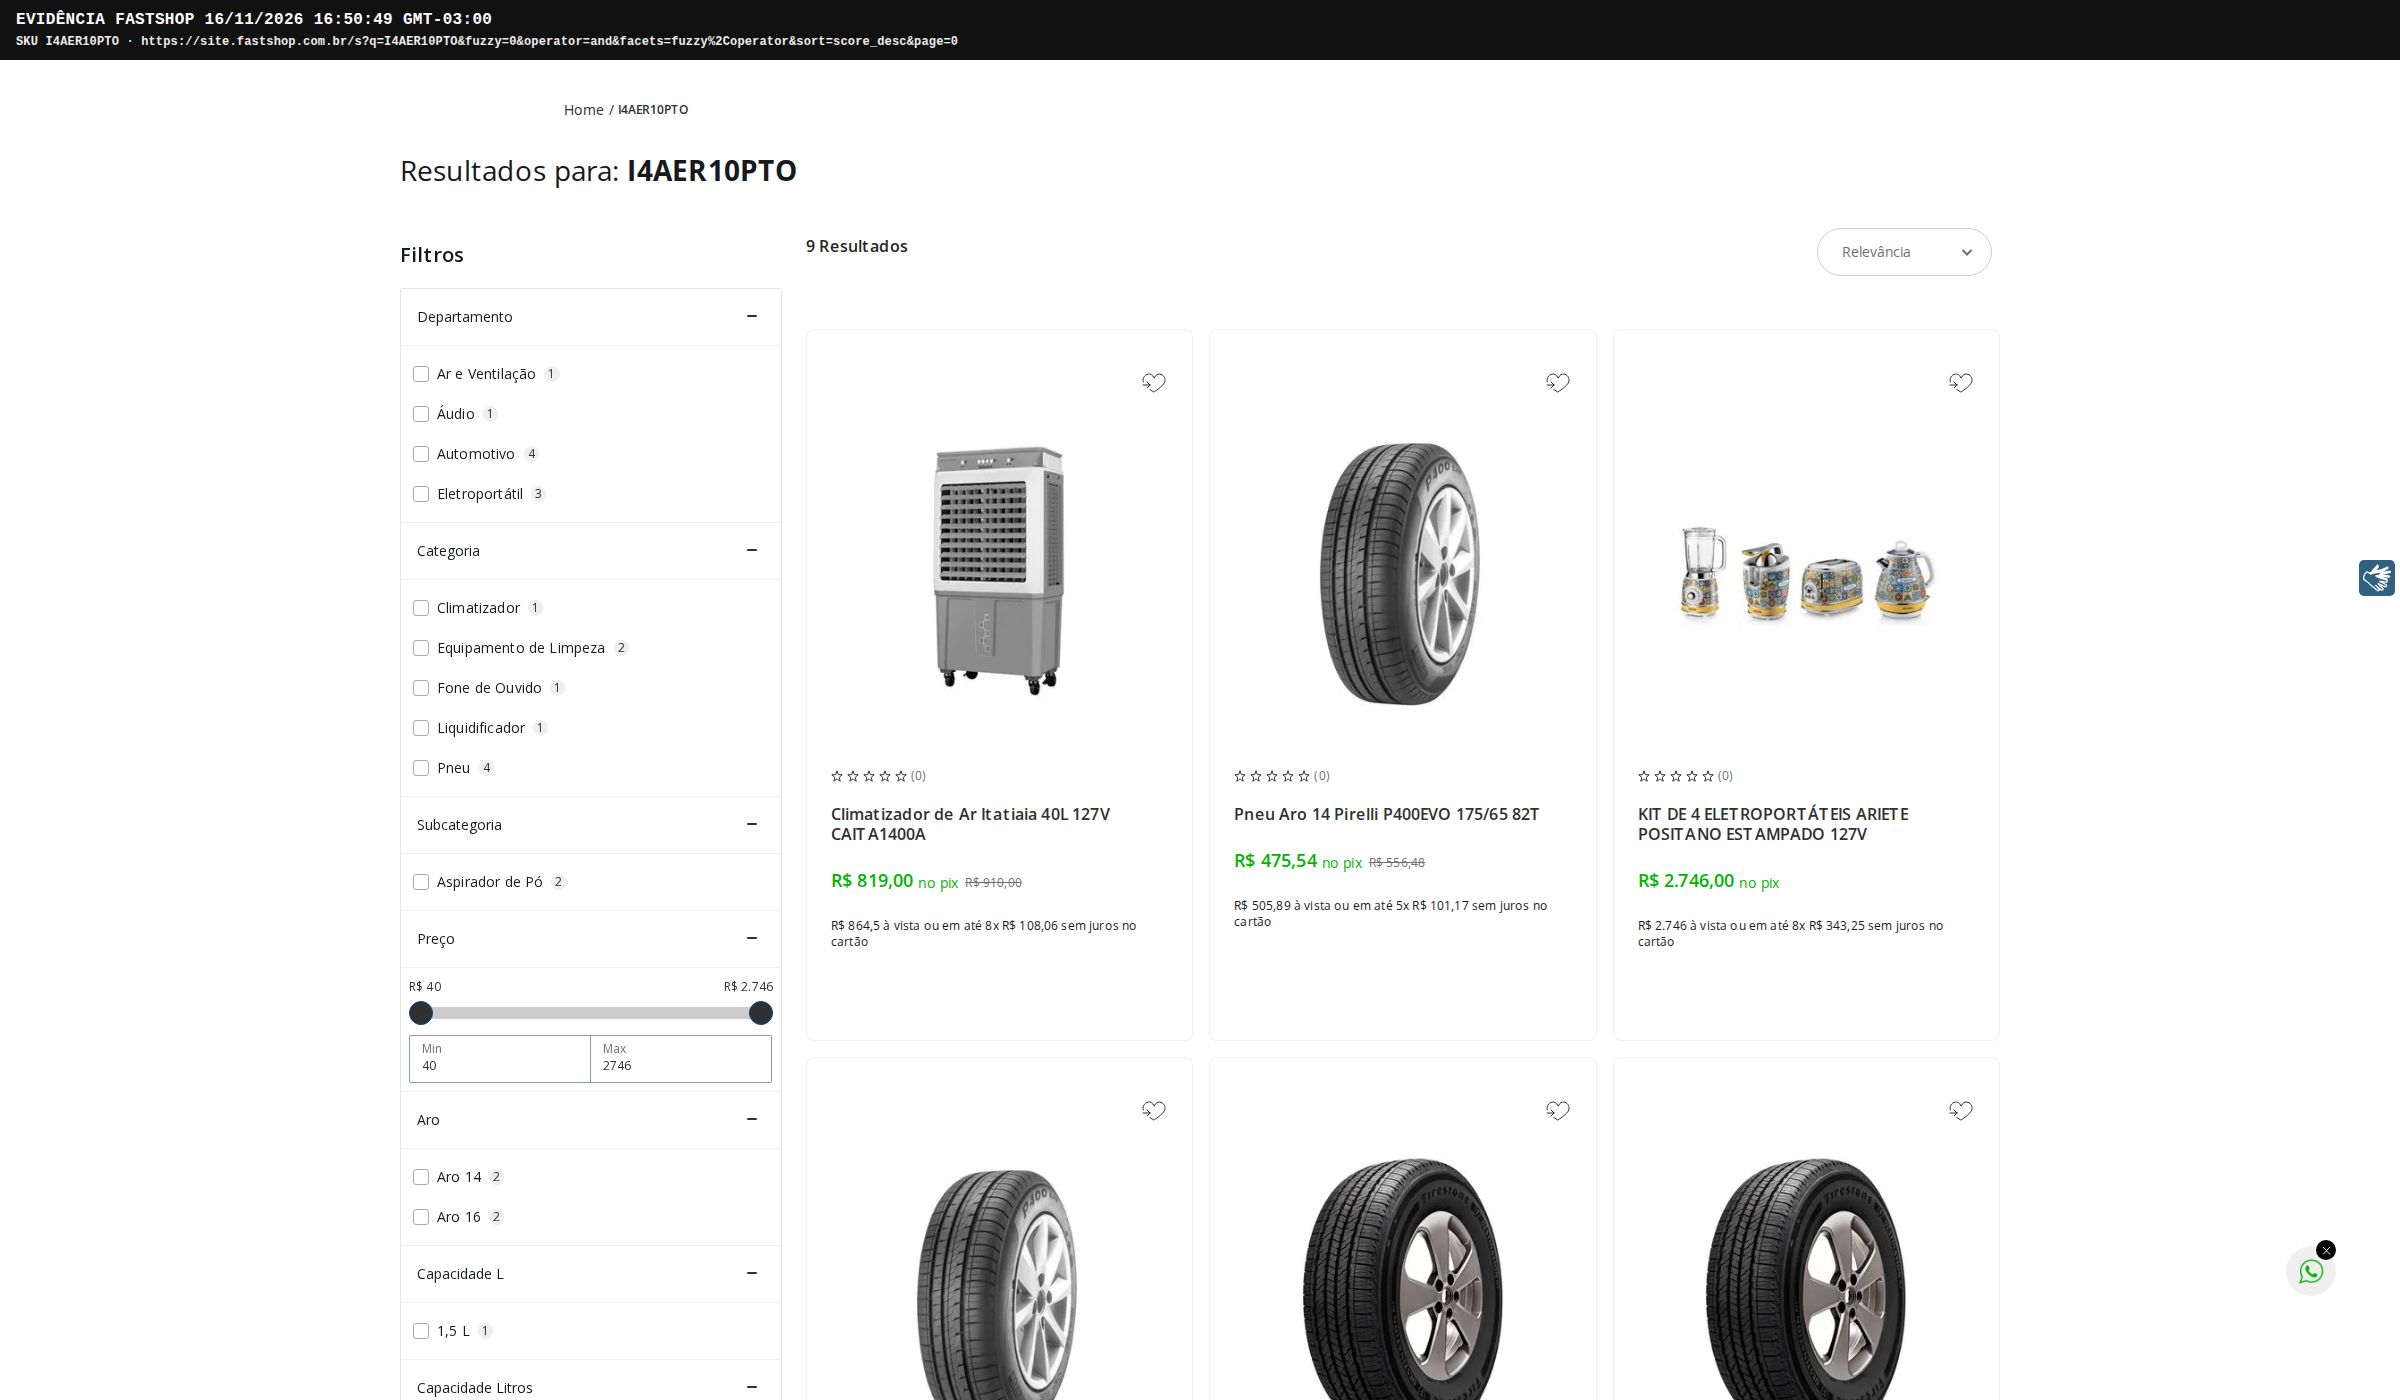 EVIDÊNCIA FASTSHOP 16/11/2026 16:50:49 GMT-03:00
SKU I4AER10PTO · https://site.fastshop.com.br/s?q=I4AER10PTO&fuzzy=0&operator=and&facets=fuzzy%2Coperator&sort=score_desc&page=0
Home / I4AER10PTO
Resultados para: I4AER10PTO
Filtros
9 Resultados
Relevância
Departamento
Ar e Ventilação 1
Áudio 1
Automotivo 4
Eletroportátil 3
Categoria
Climatizador 1
Equipamento de Limpeza 2
Fone de Ouvido 1
Liquidificador 1
Pneu 4
Subcategoria
Aspirador de Pó 2
Preço
R$ 40 R$ 2.746
Min Max
40 2746
Aro
Aro 14 2
Aro 16 2
Capacidade L
1,5 L 1
Capacidade Litros
(0)
Climatizador de Ar Itatiaia 40L 127V
CAITA1400A
R$ 819,00 no pix R$ 910,00
R$ 864,5 à vista ou em até 8x R$ 108,06 sem juros no
cartão
P400
(0)
Pneu Aro 14 Pirelli P400EVO 175/65 82T
R$ 475,54 no pix R$ 556,48
R$ 505,89 à vista ou em até 5x R$ 101,17 sem juros no
cartão
(0)
KIT DE 4 ELETROPORTÁTEIS ARIETE
POSITANO ESTAMPADO 127V
R$ 2.746,00 no pix
R$ 2.746 à vista ou em até 8x R$ 343,25 sem juros no
cartão
P400
Firestone
Firestone